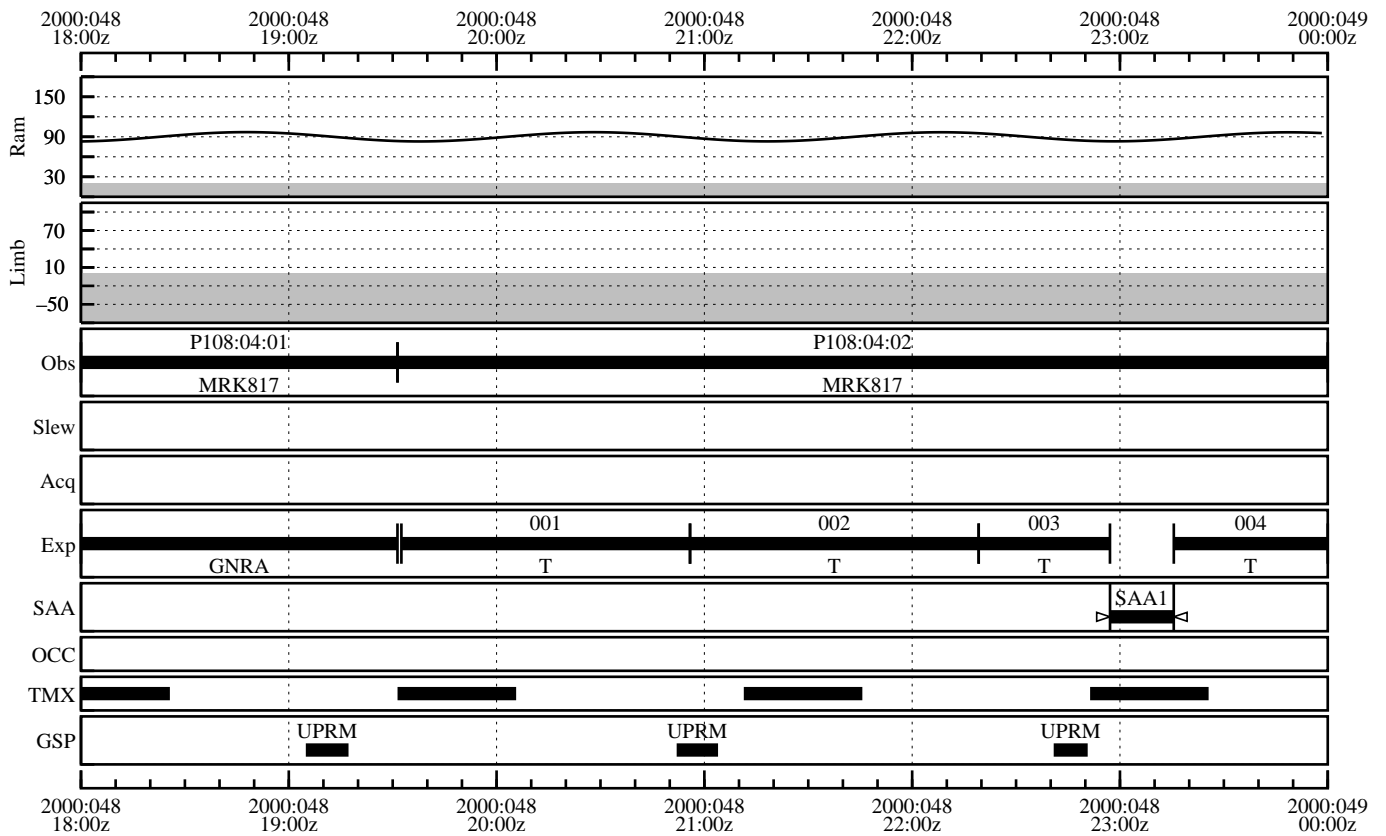 2000:048 2000:048 2000:048 2000:048 2000:048 2000:048 2000:049
18:00z 19:00z 20:00z 21:00z 22:00z 23:00z 00:00z
150
Ram 90
30
70
Limb 10
–50
P108:04:01 P108:04:02
Obs
MRK817 MRK817
Slew
Acq
001 002 003 004
Exp
GNRA T T T T
SAA1
SAA
OCC
TMX
UPRM UPRM UPRM
GSP
2000:048 2000:048 2000:048 2000:048 2000:048 2000:048 2000:049
18:00z 19:00z 20:00z 21:00z 22:00z 23:00z 00:00z